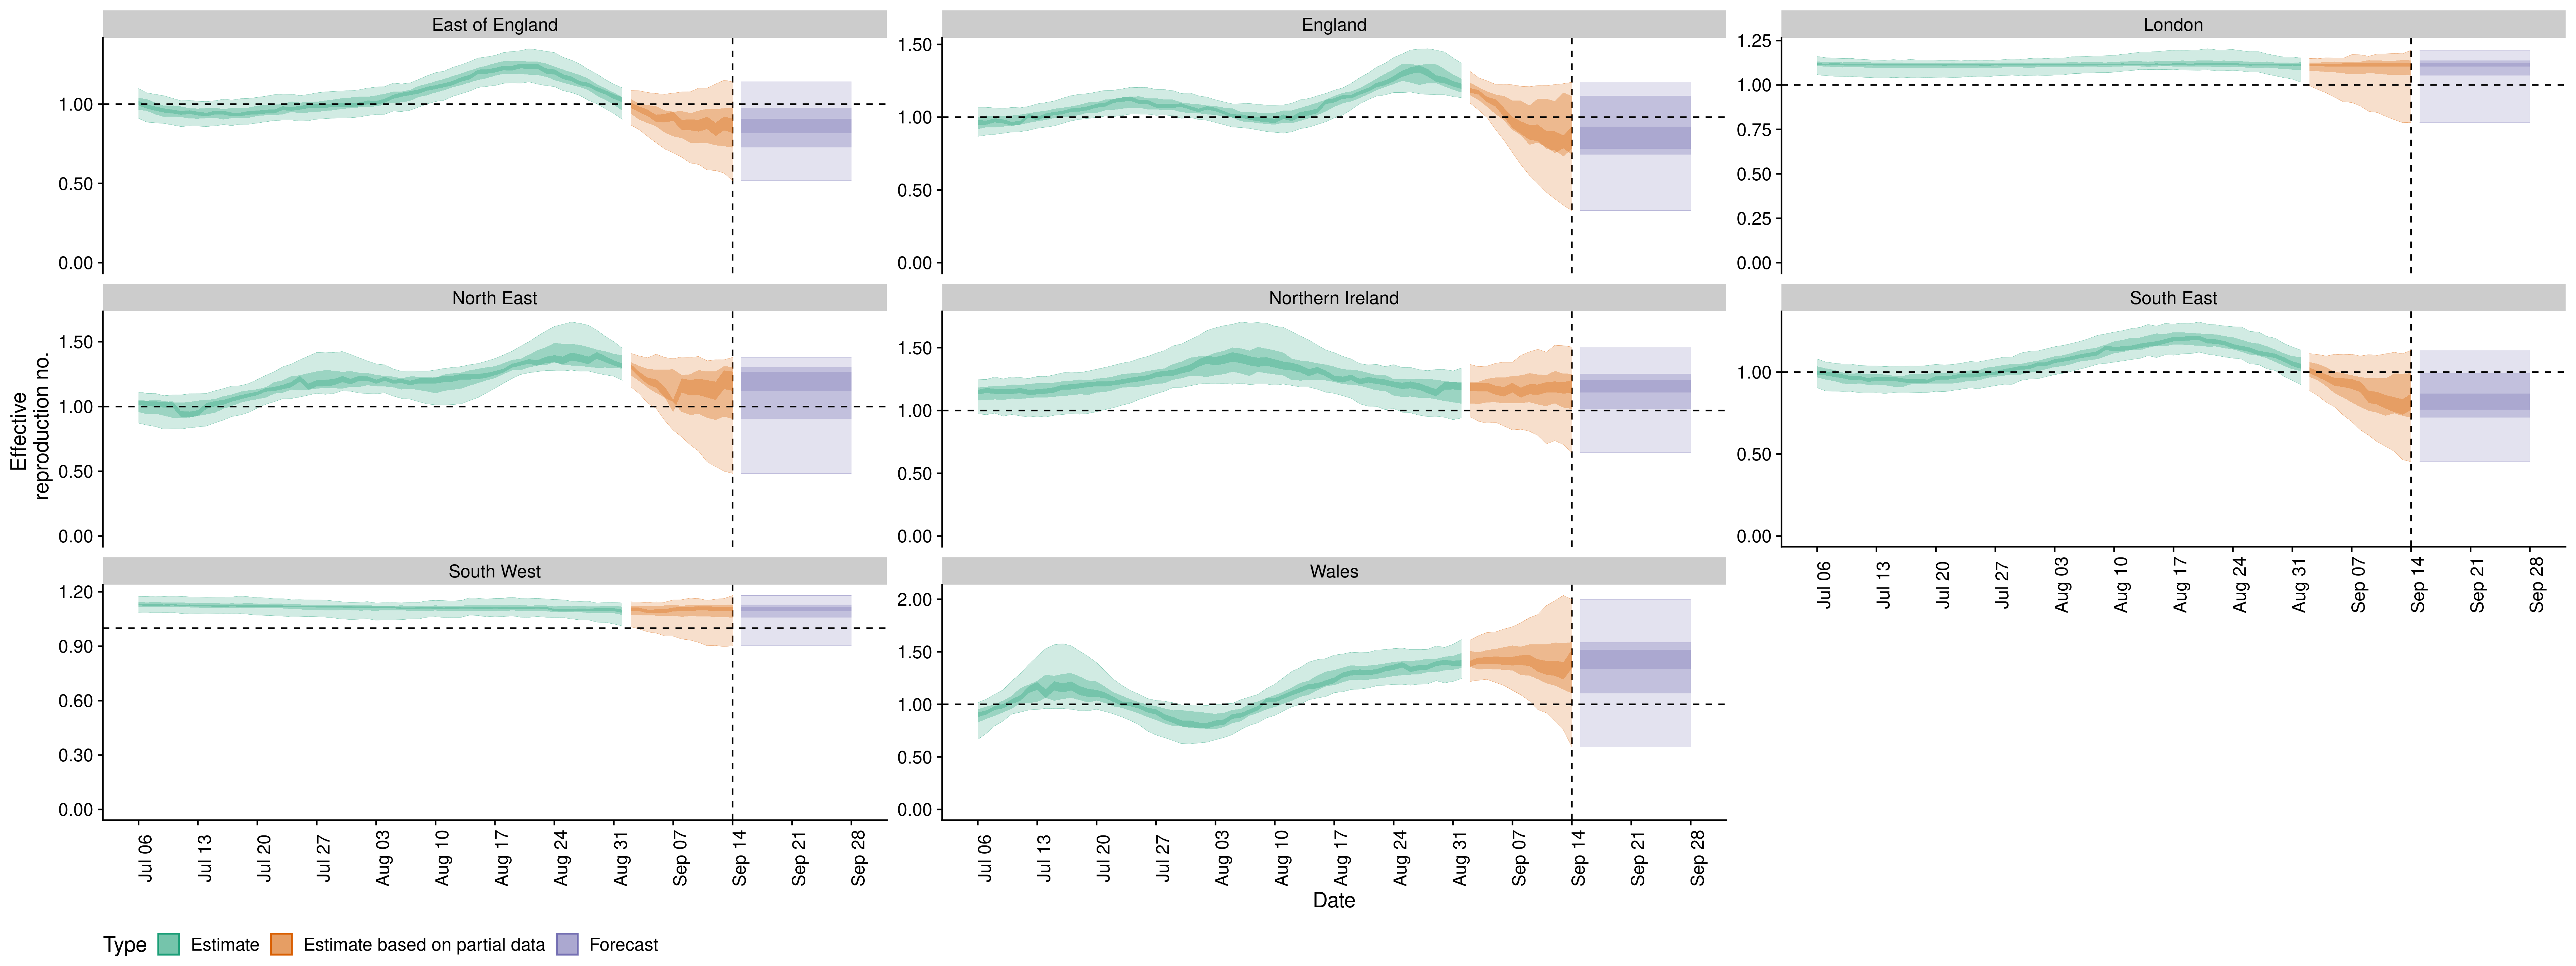 East of England
England
London
1.00
0.50
0.00
1.50
1.00
0.50
0.00
1.25
1.00
0.75
0.50
0.25
0.00
North East
Northern Ireland
South East
1.50
1.00
0.50
0.00
1.50
1.00
0.50
0.00
1.00
0.50
0.00
Effective
reproduction no.
Jul 06
Jul 13
Jul 20
Jul 27
Aug 03
Aug 10
Aug 17
Aug 24
Aug 31
Sep 07
Sep 14
Sep 21
Sep 28
South West
Wales
1.20
0.90
0.60
0.30
0.00
2.00
1.50
1.00
0.50
0.00
Jul 06
Jul 13
Jul 20
Jul 27
Aug 03
Aug 10
Aug 17
Aug 24
Aug 31
Sep 07
Sep 14
Sep 21
Sep 28
Jul 06
Jul 13
Jul 20
Jul 27
Aug 03
Aug 10
Aug 17
Aug 24
Aug 31
Sep 07
Sep 14
Sep 21
Sep 28
Date
Type Estimate Estimate based on partial data Forecast